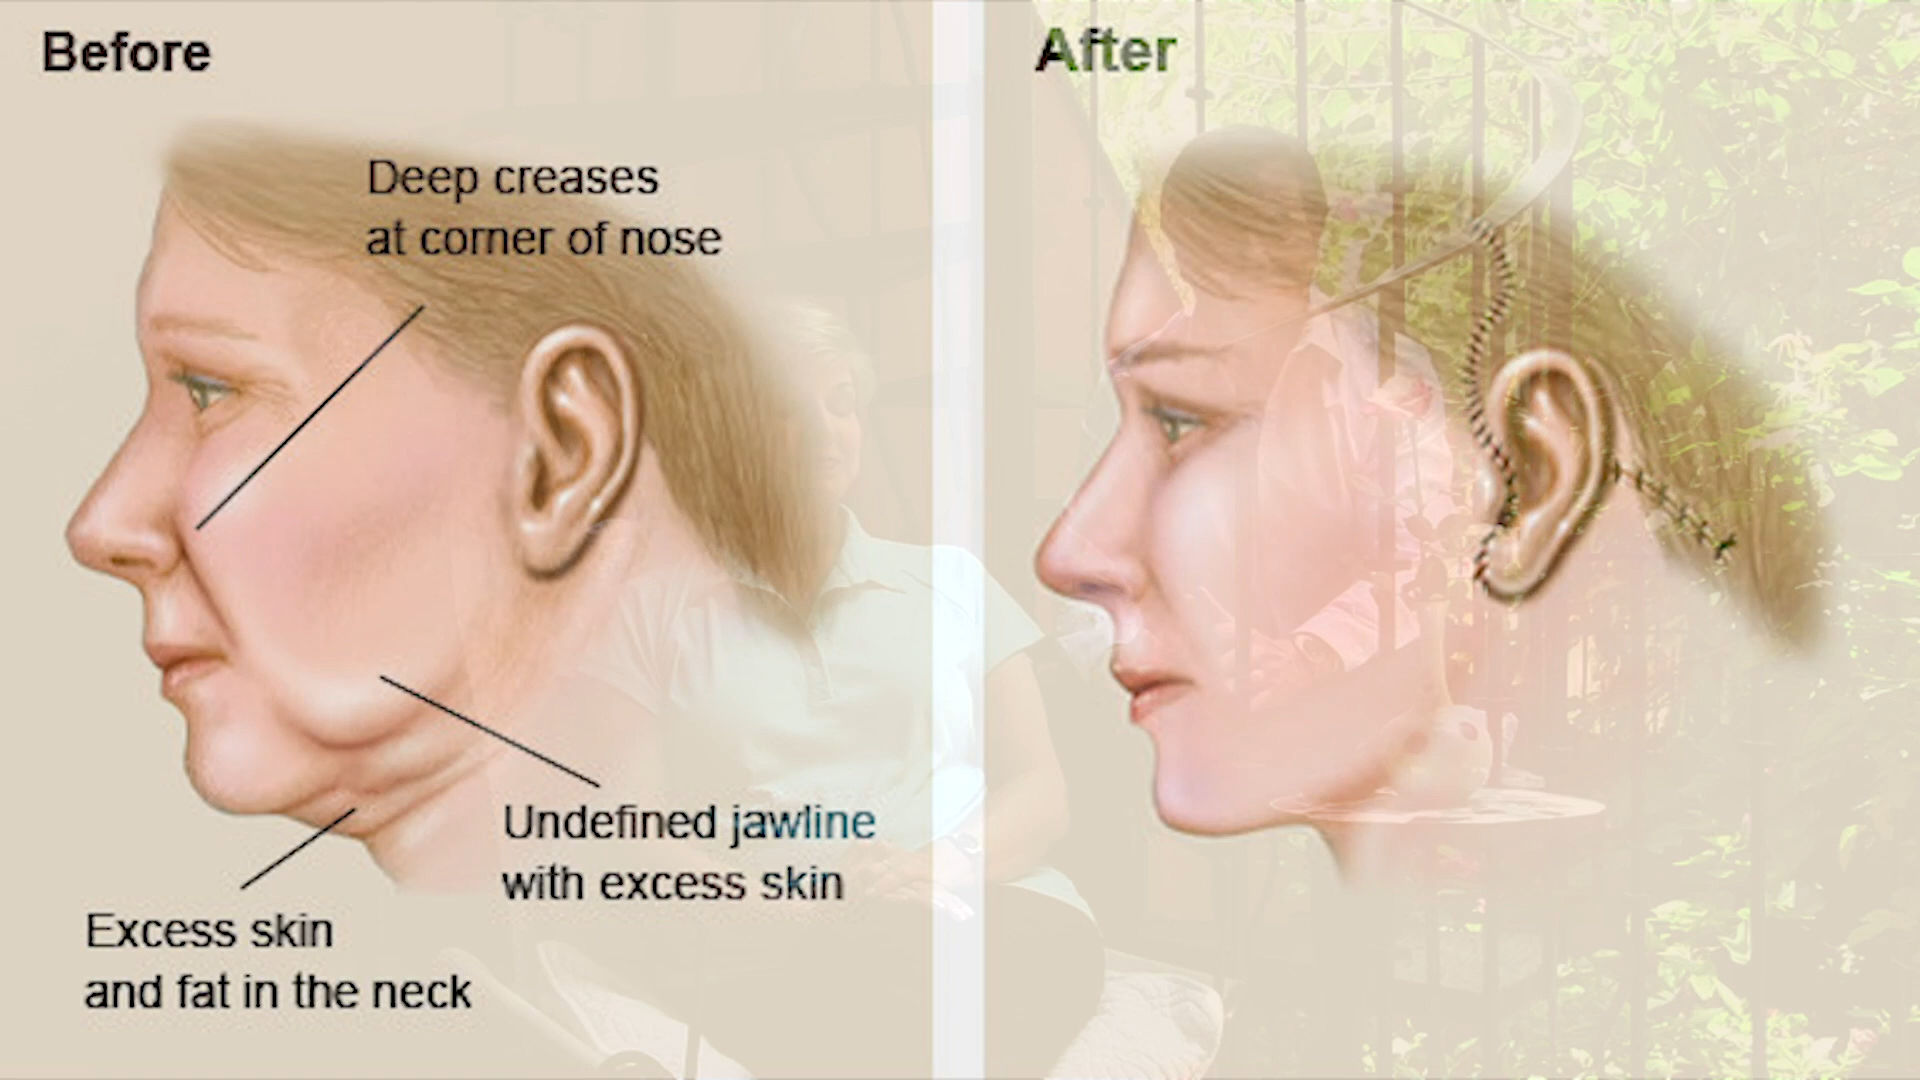 Before
After
Deep creases
at corner of nose
Undefined jawline
with excess skin
Excess skin
and fat in the neck